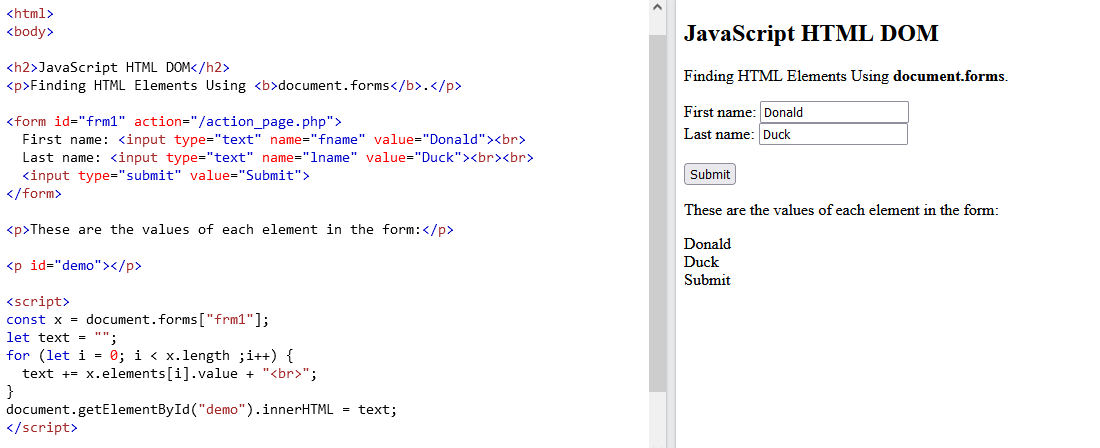 <html>
<body>
<h2>JavaScript HTML DOM</h2>
<p>Finding HTML Elements Using <b>document.forms</b>.</p>
<form id="frm1" action="/action_page.php">
  First name: <input type="text" name="fname" value="Donald"><br>
  Last name: <input type="text" name="lname" value="Duck"><br><br>
  <input type="submit" value="Submit">
</form>
<p>These are the values of each element in the form:</p>
<p id="demo"></p>
<script>
const x = document.forms["frm1"];
let text = "";
for (let i = 0; i < x.length ;i++) {
  text += x.elements[i].value + "<br>";
}
document.getElementById("demo").innerHTML = text;
</script>
JavaScript HTML DOM
Finding HTML Elements Using document.forms.
First name: Donald
Last name: Duck
Submit
These are the values of each element in the form:
Donald
Duck
Submit